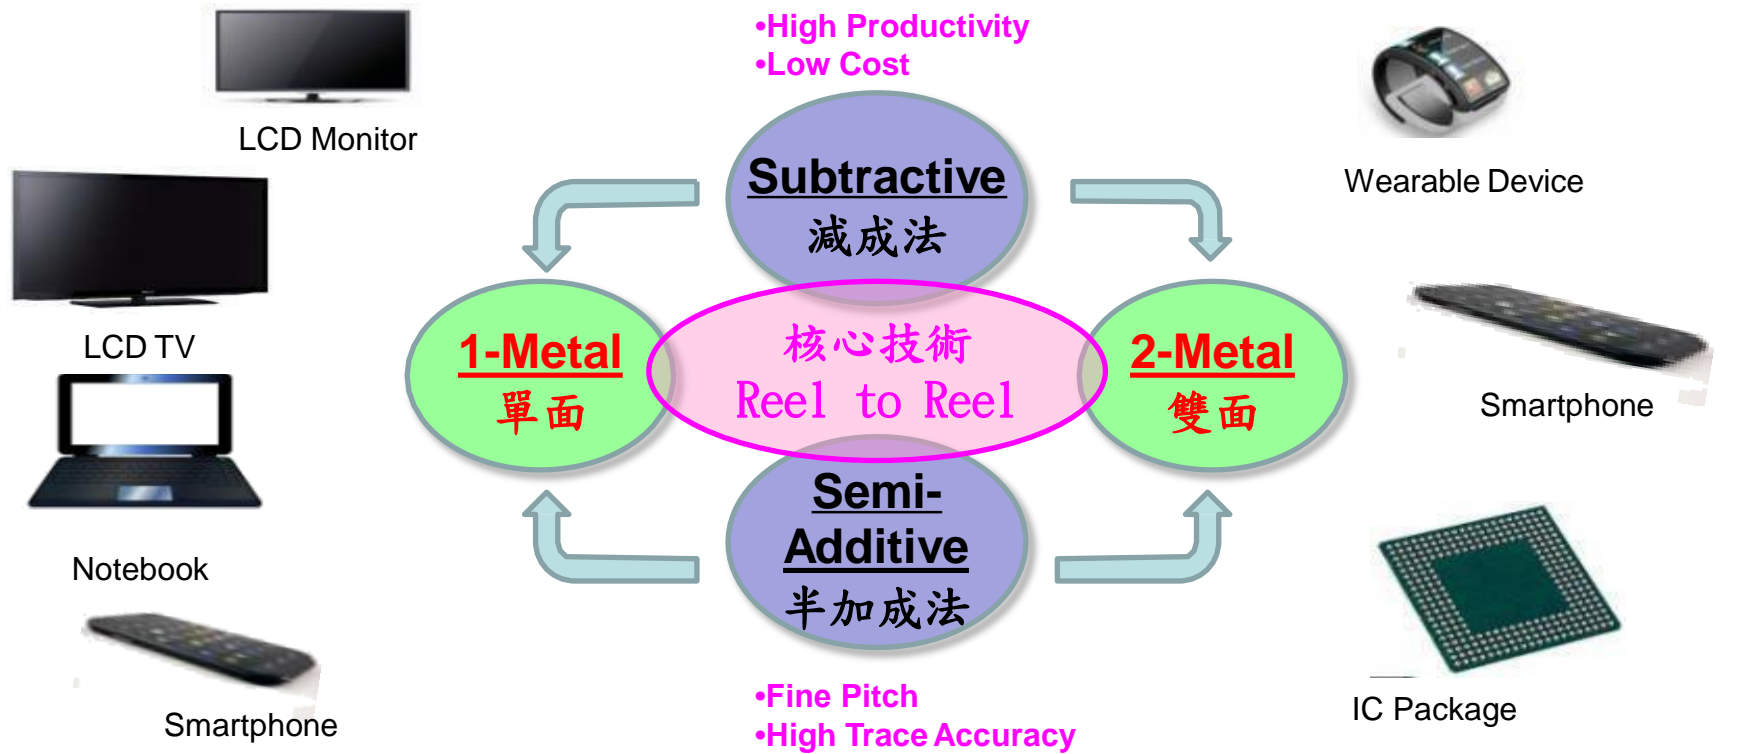 •High Productivity
•Low Cost
LCD Monitor
LCD TV
Notebook
Smartphone
Subtractive
減成法
1-Metal
單面
核心技術
Reel to Reel
2-Metal
雙面
Semi-
Additive
半加成法
•Fine Pitch
•High Trace Accuracy
Wearable Device
Smartphone
IC Package